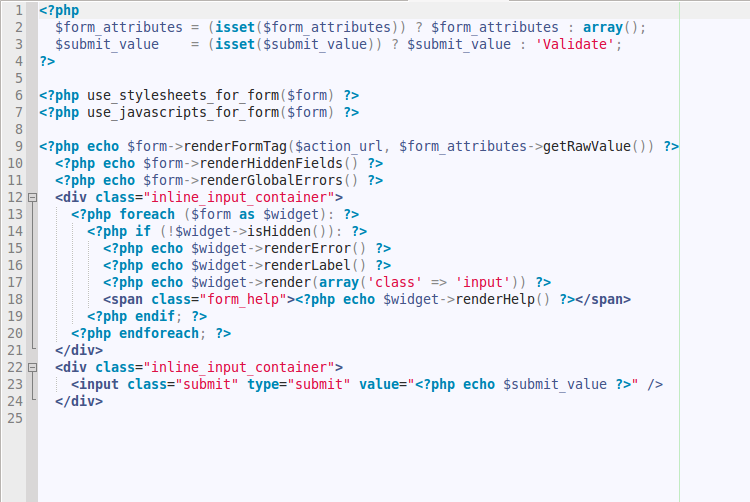 1 <?php
2   $form_attributes = (isset($form_attributes)) ? $form_attributes : array();
3   $submit_value    = (isset($submit_value)) ? $submit_value : 'Validate';
4 ?>
5
6 <?php use_stylesheets_for_form($form) ?>
7 <?php use_javascripts_for_form($form) ?>
8
9 <?php echo $form->renderFormTag($action_url, $form_attributes->getRawValue()) ?>
10   <?php echo $form->renderHiddenFields() ?>
11   <?php echo $form->renderGlobalErrors() ?>
12   <div class="inline_input_container">
13     <?php foreach ($form as $widget): ?>
14       <?php if (!$widget->isHidden()): ?>
15         <?php echo $widget->renderError() ?>
16         <?php echo $widget->renderLabel() ?>
17         <?php echo $widget->render(array('class' => 'input')) ?>
18         <span class="form_help"><?php echo $widget->renderHelp() ?></span>
19       <?php endif; ?>
20     <?php endforeach; ?>
21   </div>
22   <div class="inline_input_container">
23     <input class="submit" type="submit" value="<?php echo $submit_value ?>" />
24   </div>
25